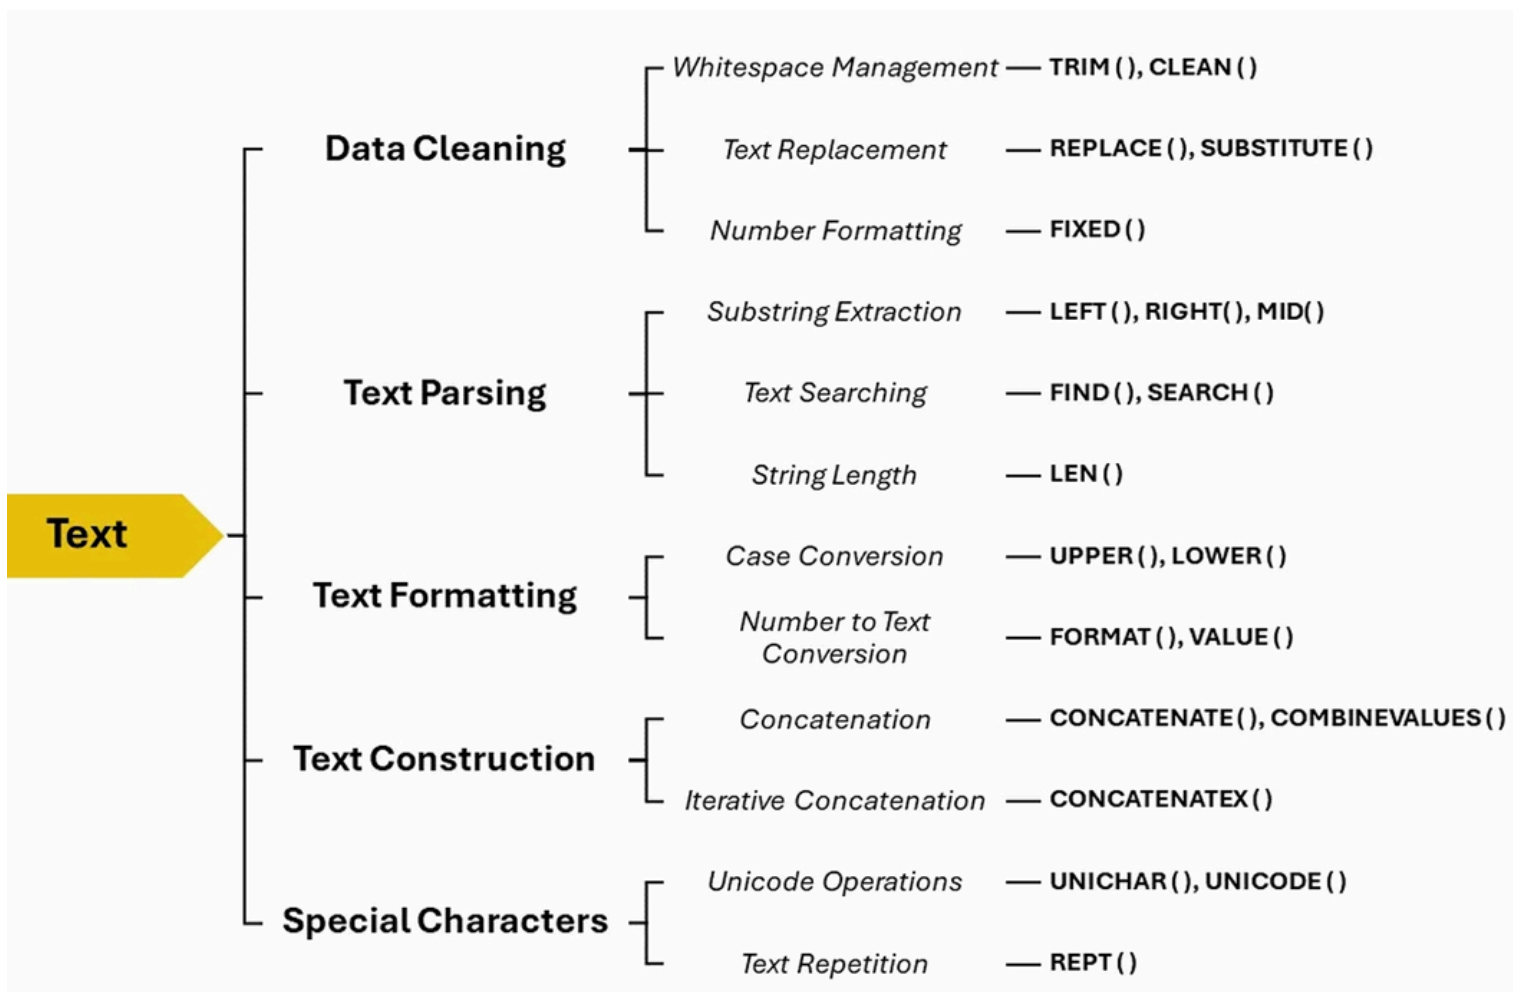 Text
Data Cleaning
Whitespace Management
TRIM ( ), CLEAN ( )
Text Replacement
REPLACE ( ), SUBSTITUTE ( )
Number Formatting
FIXED ( )
Text Parsing
Substring Extraction
LEFT ( ), RIGHT( ), MID( )
Text Searching
FIND ( ), SEARCH ( )
String Length
LEN ( )
Text Formatting
Case Conversion
UPPER ( ), LOWER ( )
Number to Text
Conversion
FORMAT ( ), VALUE ( )
Text Construction
Concatenation
CONCATENATE ( ), COMBINEVALUES ( )
Iterative Concatenation
CONCATENATEX ( )
Special Characters
Unicode Operations
UNICHAR ( ), UNICODE ( )
Text Repetition
REPT ( )